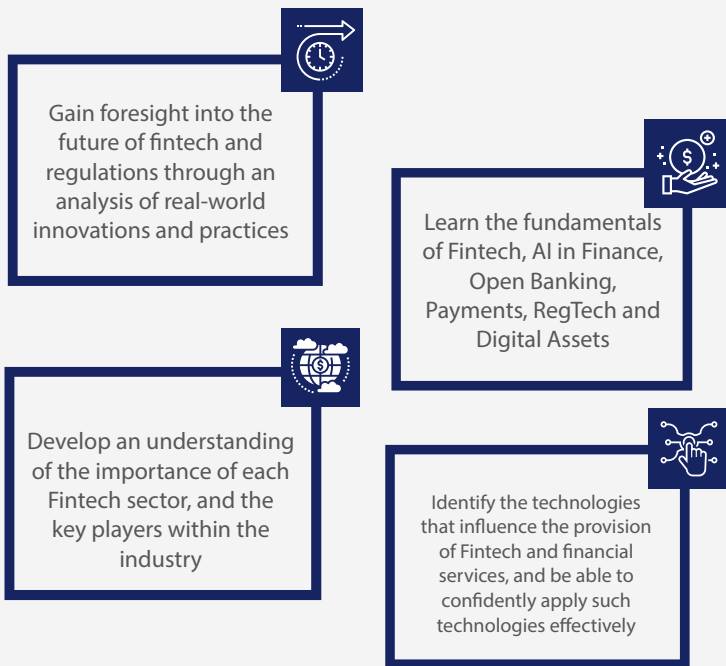 Gain foresight into the
future of fintech and
regulations through an
analysis of real-world
innovations and practices
Learn the fundamentals
of Fintech, AI in Finance,
Open Banking,
Payments, RegTech and
Digital Assets
Develop an understanding
of the importance of each
Fintech sector, and the
key players within the
industry
Identify the technologies
that influence the provision
of Fintech and financial
services, and be able to
confidently apply such
technologies effectively